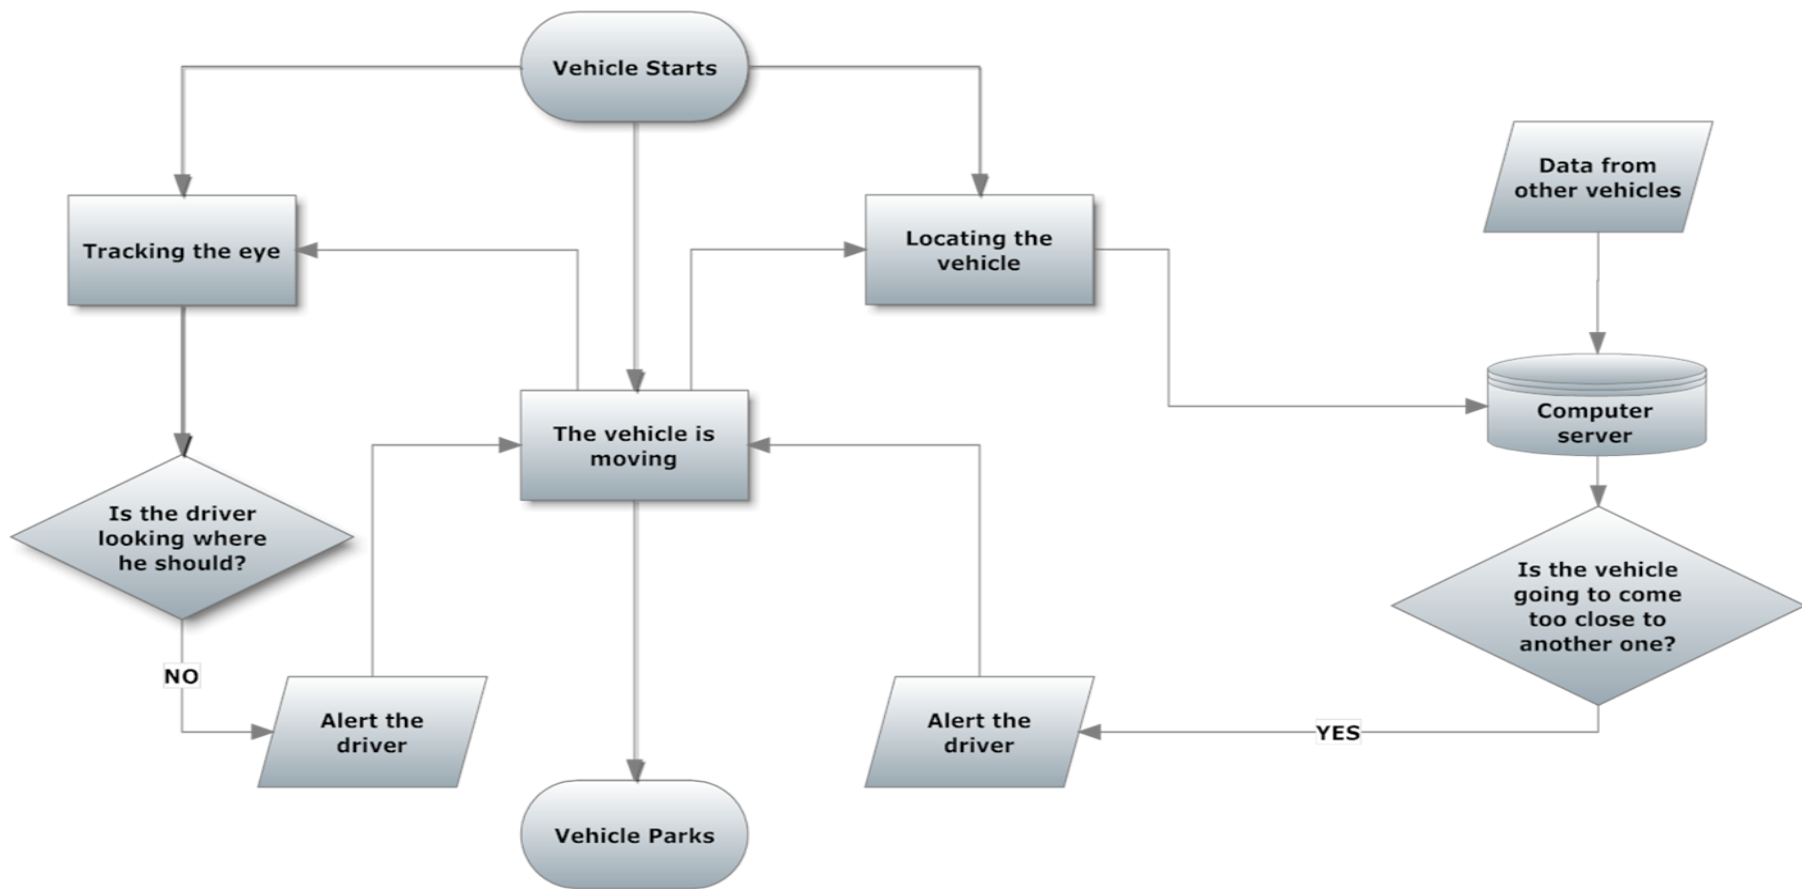 Vehicle Starts
Data from
other vehicles
Tracking the eye
Locating the
vehicle
Computer
server
The vehicle is
moving
Is the driver
looking where
he should?
Is the vehicle
going to come
too close to
another one?
NO
Alert the
driver
Alert the
driver
YES
Vehicle Parks